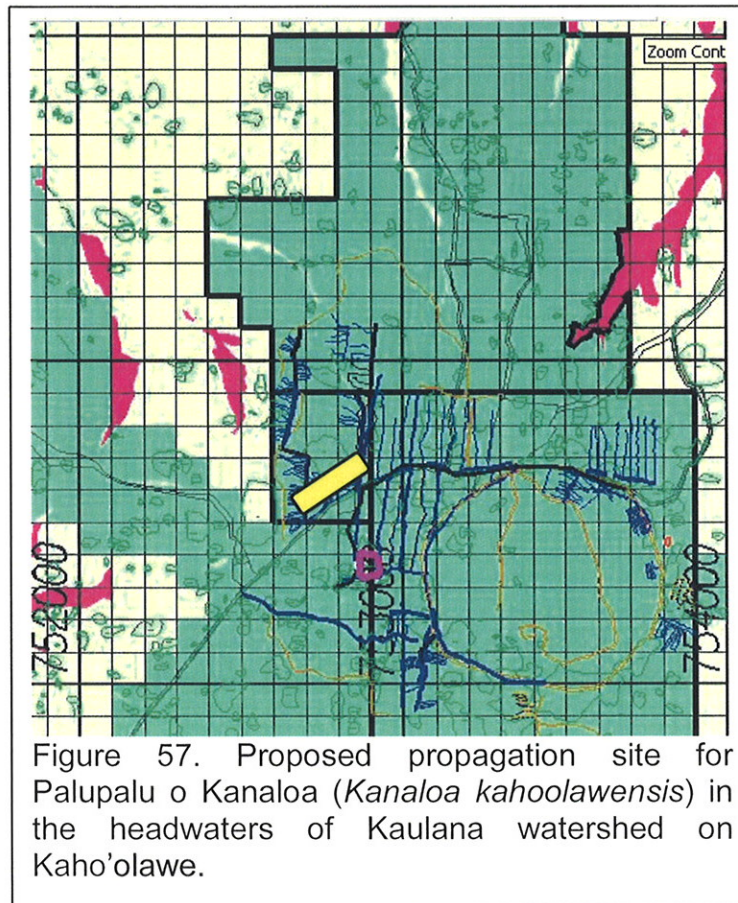 Zoom Cont
752000
754000
Figure 57. Proposed propagation site for
Palupalu o Kanaloa (Kanaloa kahoolawensis) in
the headwaters of Kaulana watershed on
Kaho'olawe.